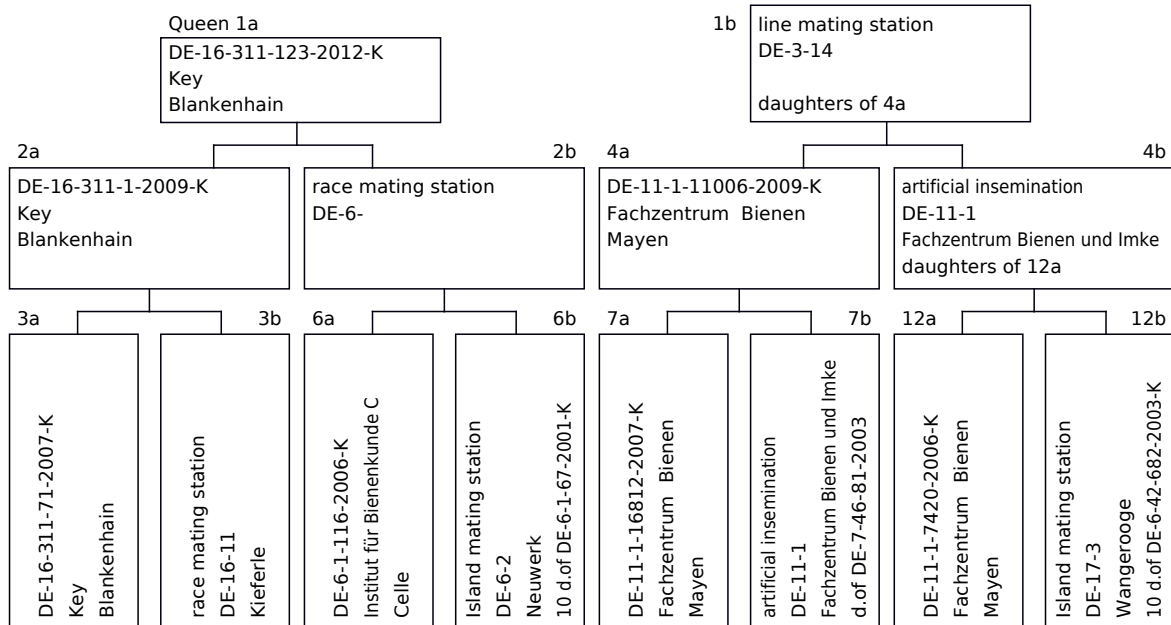 Queen 1a
DE-16-311-123-2012-K
Key
Blankenhain
1b
line mating station
DE-3-14
daughters of 4a
2a
DE-16-311-1-2009-K
Key
Blankenhain
2b
race mating station
DE-6-
4a
DE-11-1-11006-2009-K
Fachzentrum Bienen
Mayen
4b
artificial insemination
DE-11-1
Fachzentrum Bienen und Imke
daughters of 12a
3a
DE-16-311-71-2007-K
Key
Blankenhain
3b
race mating station
DE-16-11
Kieferle
6a
DE-6-1-116-2006-K
Institut für Bienenkunde C
Celle
6b
Island mating station
DE-6-2
Neuwerk
10 d.of DE-6-1-67-2001-K
7a
DE-11-1-16812-2007-K
Fachzentrum Bienen
Mayen
7b
artificial insemination
DE-11-1
Fachzentrum Bienen und Imke
d.of DE-7-46-81-2003
12a
DE-11-1-7420-2006-K
Fachzentrum Bienen
Mayen
12b
Island mating station
DE-17-3
Wangerooge
10 d.of DE-6-42-682-2003-K